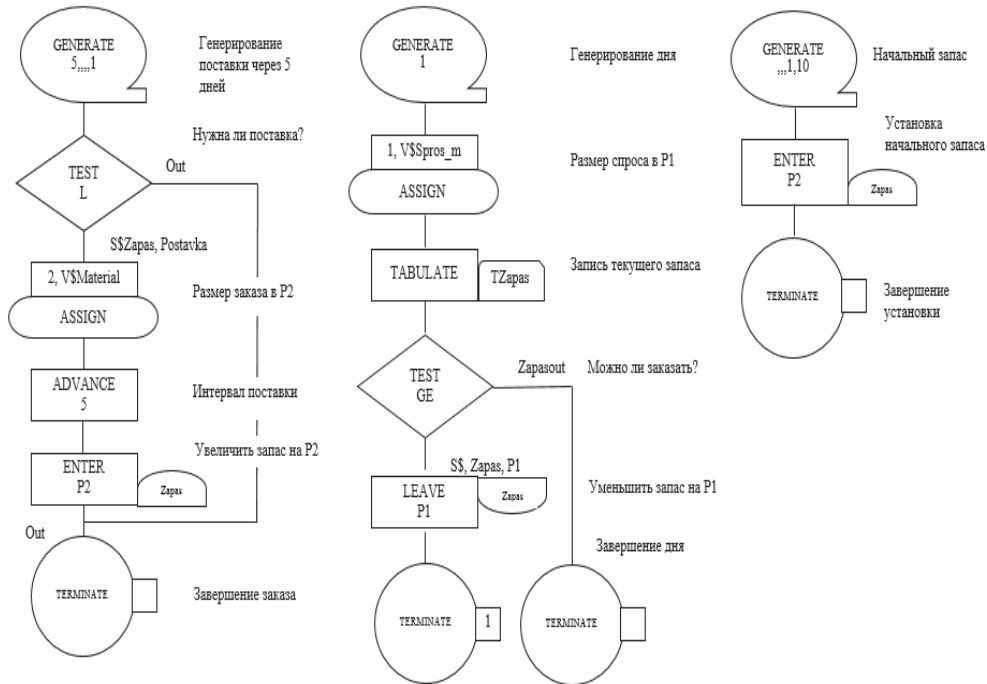 GENERATE
5,,,,1
Генерирование
поставки через 5
дней
Нужна ли поставка?
TEST
L
Out
S$Zapas, Postavka
2, V$Material
ASSIGN
Размер заказа в P2
ADVANCE
5
Интервал поставки
Увеличить запас на P2
ENTER
P2
Zapas
Out
TERMINATE
Завершение заказа
GENERATE
1
Генерирование дня
1, V$Spros_m
ASSIGN
Размер спроса в P1
TABULATE
TZapas
Запись текущего запаса
TEST
GE
Zapasout
Можно ли заказать?
S$, Zapas, P1
LEAVE
P1
Zapas
Уменьшить запас на P1
Завершение дня
TERMINATE
1
TERMINATE
GENERATE
,,,1,10
Начальный запас
Установка
начального запаса
ENTER
P2
Zapas
TERMINATE
Завершение
установки